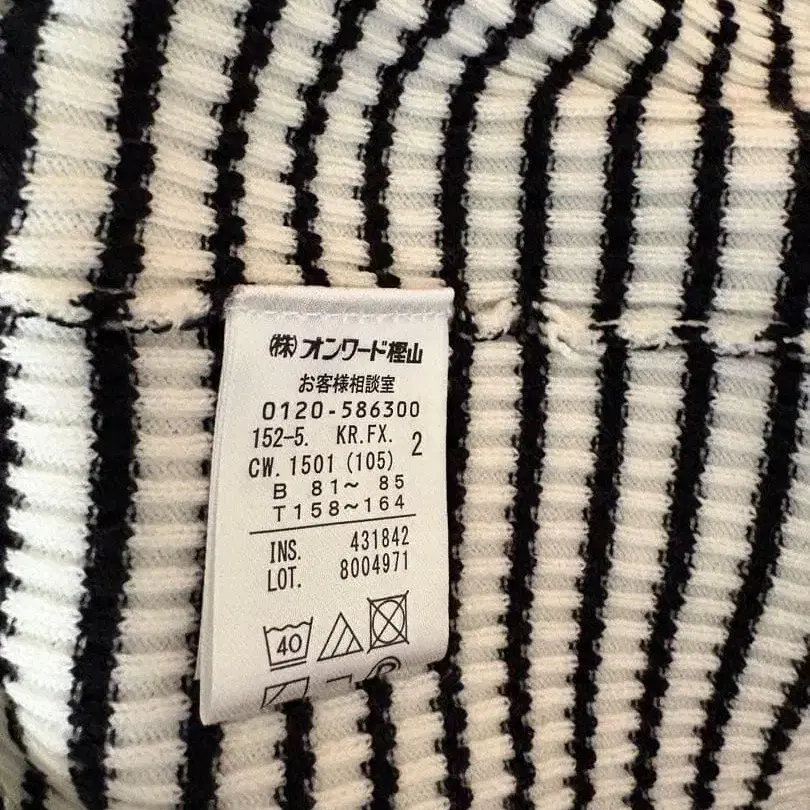 (株)オンワード樫山
お客様相談室
0120-586300
152-5. KR.FX. 2
CW. 1501 (105)
B 81〜 85
T158〜164
INS. 431842
LOT. 8004971
40